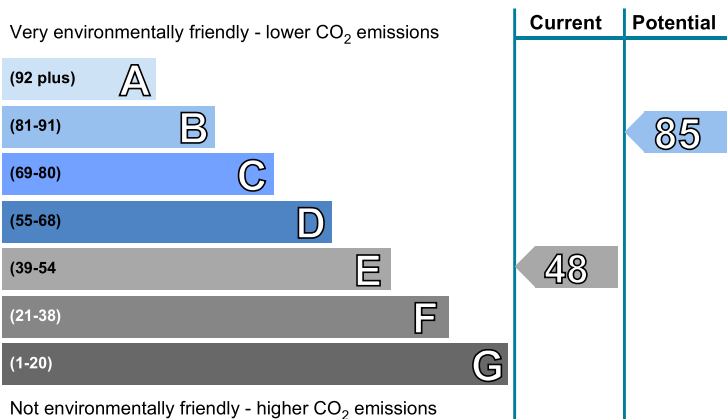 Current Potential
Very environmentally friendly - lower CO2 emissions
(92 plus) A
(81-91) B
85
(69-80) C
(55-68) D
(39-54 E
48
(21-38) F
(1-20) G
Not environmentally friendly - higher CO2 emissions